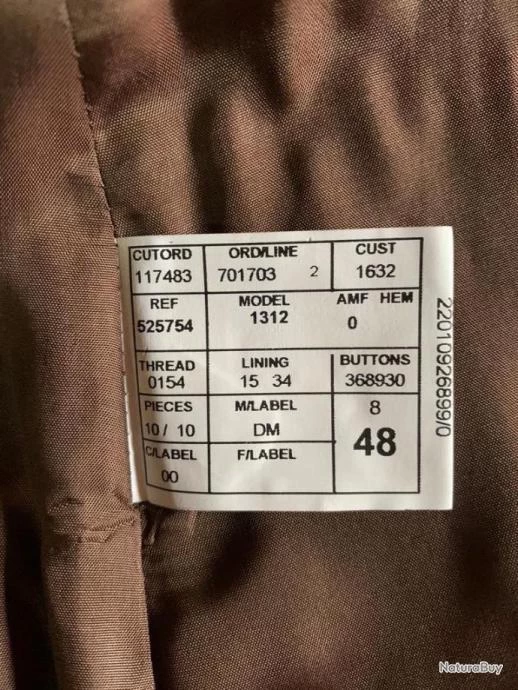 CUTORD ORD/LINE CUST
117483 701703 2 1632
REF MODEL AMF HEM
525754 1312 0
THREAD LINING BUTTONS
0154 15 34 368930
PIECES M/LABEL 8
10 / 10 DM 48
C/LABEL F/LABEL
00
220109926899/0
NaturaBuy